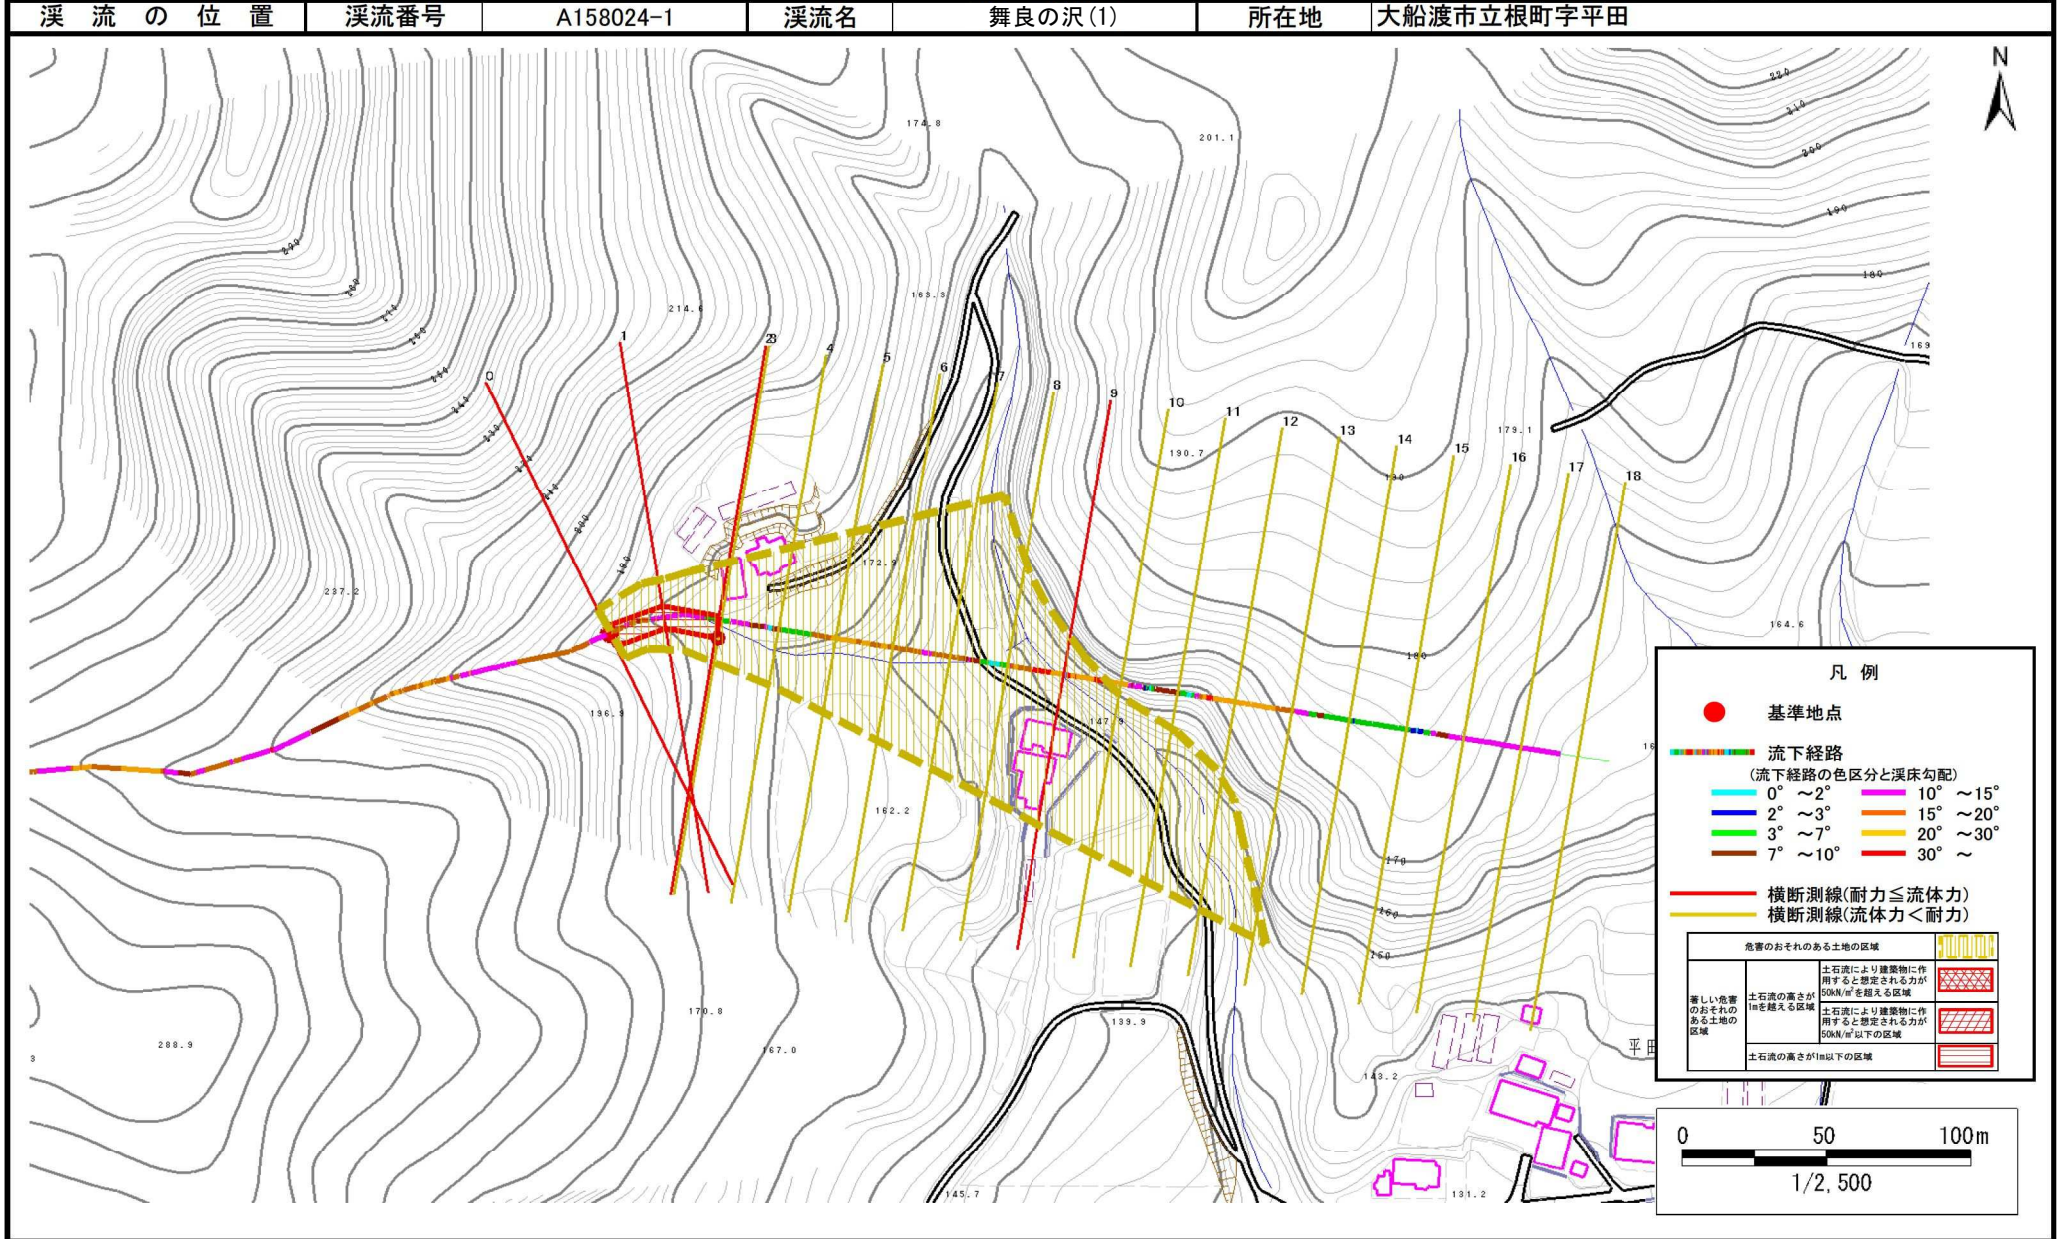 溪流の位置 渓流番号 A158024-1 渓流名 舞良の沢(1) 所在地 大船渡市立根町字平田
N
220
210
200
190
180
169
174.8
201.1
163.3
214.6
0
1
23
4
5
6
7
8
9
10
11
12
13
14
15
16
17
18
190.7
190
179.1
172.9
237.2
180
164.6
196.9
147.9
162.2
170
160
150
170.8
167.0
139.9
288.9
3
143.2
145.7
131.2
平田
凡例
基準地点
流下経路
(流下経路の色区分と渓床勾配)
0° ～2° 10° ～15°
2° ～3° 15° ～20°
3° ～7° 20° ～30°
7° ～10° 30° ～
横断測線(耐力≦流体力)
横断測線(流体力＜耐力)
危害のおそれのある土地の区域
著しい危害のおそれのある土地の区域
土石流の高さが1mを越える区域
土石流により建築物に作用すると想定される力が50kN/㎡を超える区域
土石流により建築物に作用すると想定される力が50kN/㎡以下の区域
土石流の高さが1m以下の区域
0 50 100m
1/2,500